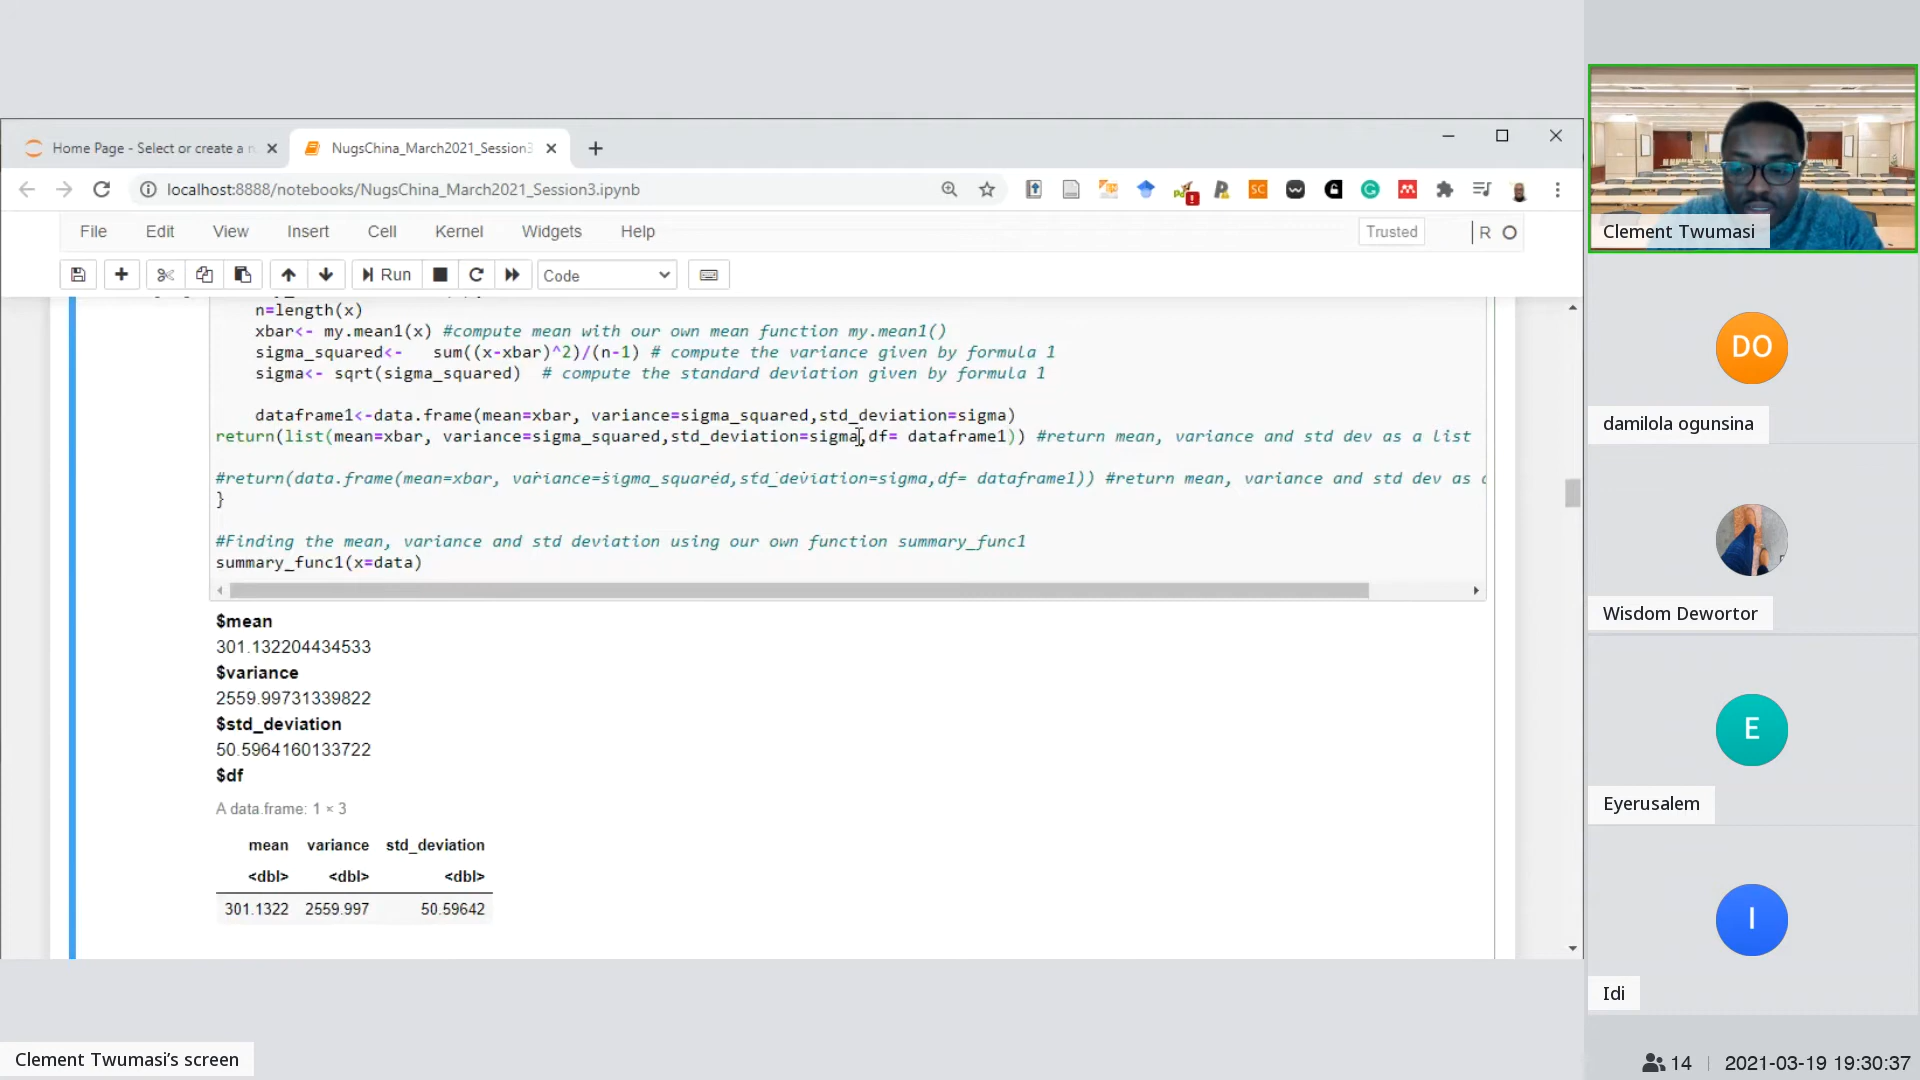 Home Page - Select or create a n
NugsChina_March2021_Session3
localhost:8888/notebooks/NugsChina_March2021_Session3.ipynb
File Edit View Insert Cell Kernel Widgets Help
Trusted
R
Run
Code
n=length(x)
xbar<- my.mean1(x) #compute mean with our own mean function my.mean1()
sigma_squared<-   sum((x-xbar)^2)/(n-1) # compute the variance given by formula 1
sigma<- sqrt(sigma_squared)  # compute the standard deviation given by formula 1
dataframe1<-data.frame(mean=xbar, variance=sigma_squared,std_deviation=sigma)
return(list(mean=xbar, variance=sigma_squared,std_deviation=sigma,df= dataframe1)) #return mean, variance and std dev as a list
#return(data.frame(mean=xbar, variance=sigma_squared,std_deviation=sigma,df= dataframe1)) #return mean, variance and std dev as
}
#Finding the mean, variance and std deviation using our own function summary_func1
summary_func1(x=data)
$mean
301.132204434533
$variance
2559.99731339822
$std_deviation
50.5964160133722
$df
A data.frame: 1 × 3
mean variance std_deviation
<dbl> <dbl> <dbl>
301.1322 2559.997 50.59642
Clement Twumasi
DO
damilola ogunsina
Wisdom Dewortor
E
Eyerusalem
I
Idi
Clement Twumasi’s screen
14
2021-03-19 19:30:37